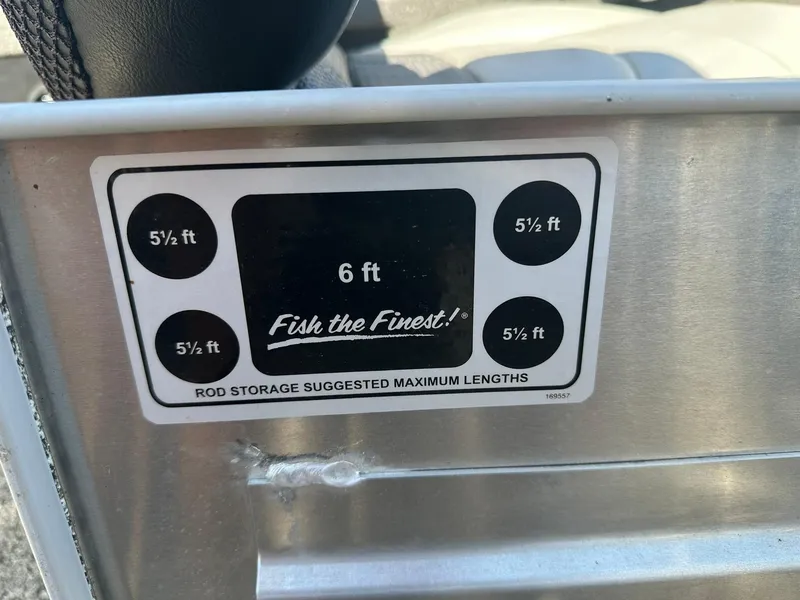 5½ ft
5½ ft
6 ft
Fish the Finest!®
5½ ft
5½ ft
ROD STORAGE SUGGESTED MAXIMUM LENGTHS
169557